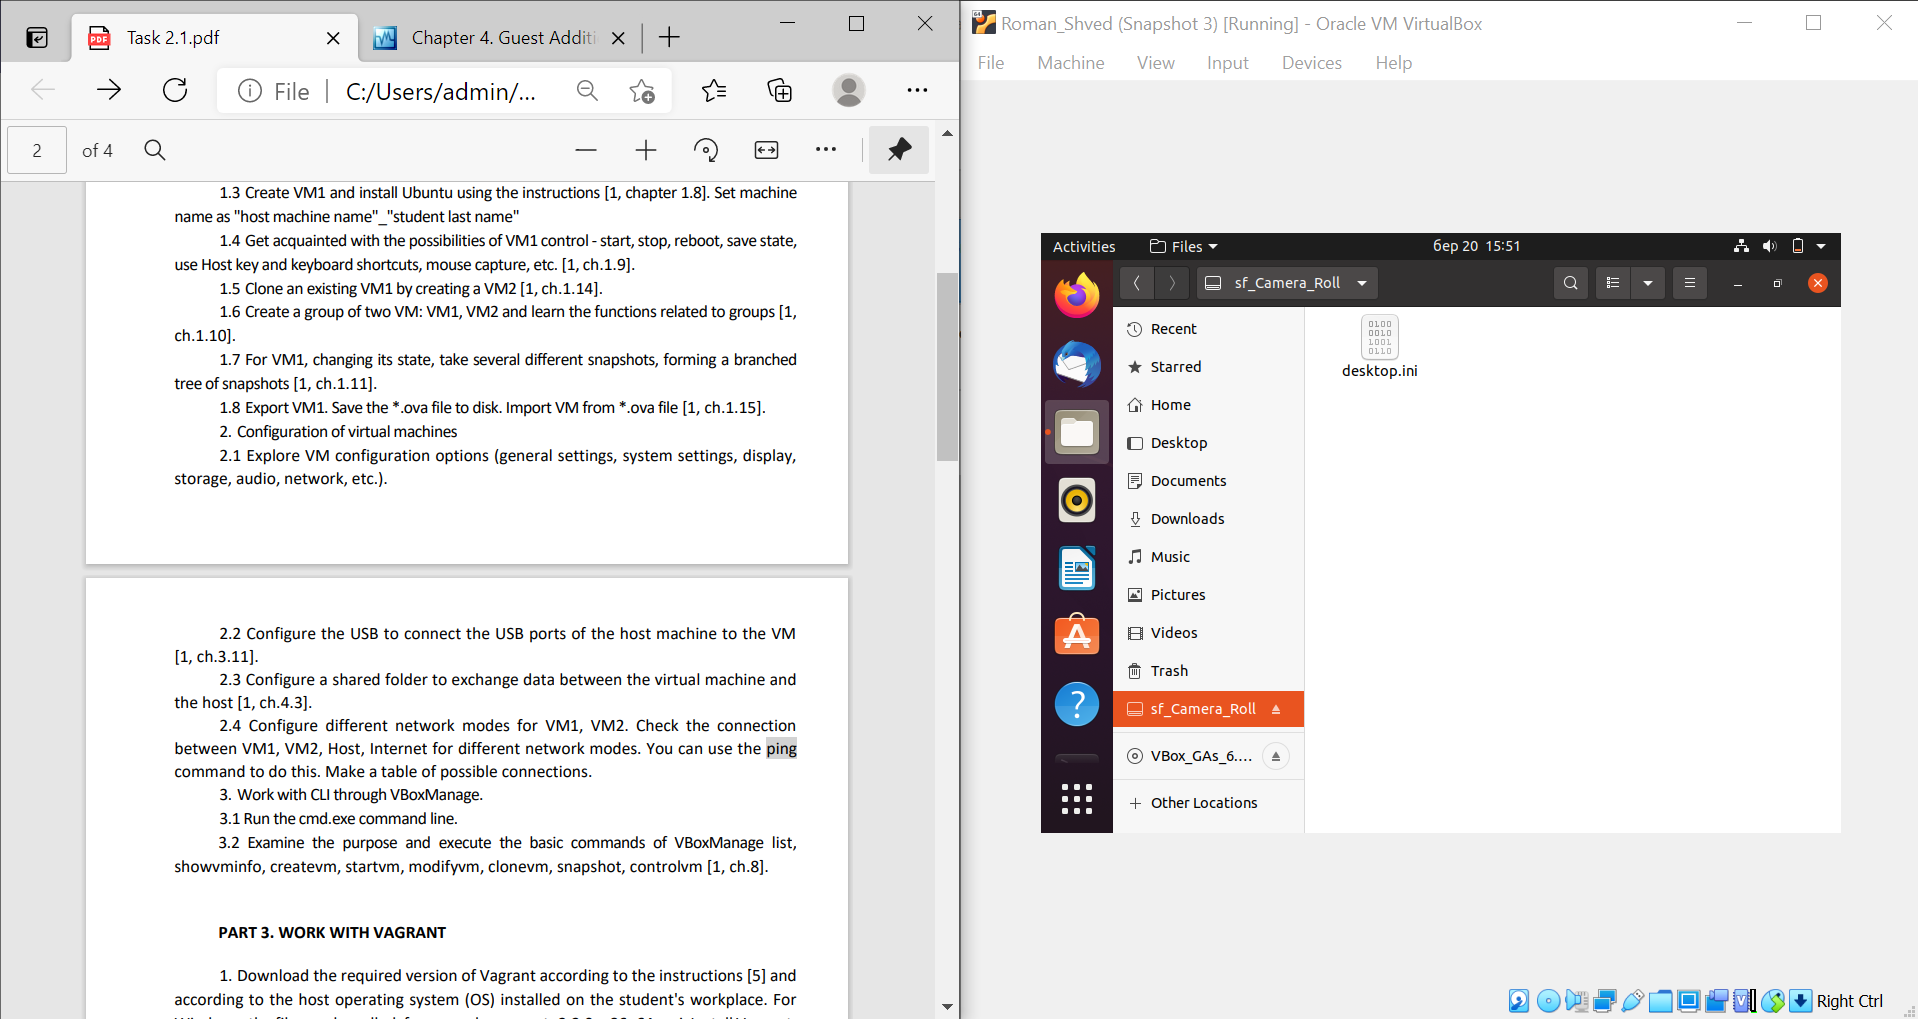 Task 2.1.pdf
Chapter 4. Guest Additi
File
C:/Users/admin/...
2
of 4
1.3 Create VM1 and install Ubuntu using the instructions [1, chapter 1.8]. Set machine
name as "host machine name"_"student last name"
1.4 Get acquainted with the possibilities of VM1 control - start, stop, reboot, save state,
use Host key and keyboard shortcuts, mouse capture, etc. [1, ch.1.9].
1.5 Clone an existing VM1 by creating a VM2 [1, ch.1.14].
1.6 Create a group of two VM: VM1, VM2 and learn the functions related to groups [1,
ch.1.10].
1.7 For VM1, changing its state, take several different snapshots, forming a branched
tree of snapshots [1, ch.1.11].
1.8 Export VM1. Save the *.ova file to disk. Import VM from *.ova file [1, ch.1.15].
2. Configuration of virtual machines
2.1 Explore VM configuration options (general settings, system settings, display,
storage, audio, network, etc.).
2.2 Configure the USB to connect the USB ports of the host machine to the VM
[1, ch.3.11].
2.3 Configure a shared folder to exchange data between the virtual machine and
the host [1, ch.4.3].
2.4 Configure different network modes for VM1, VM2. Check the connection
between VM1, VM2, Host, Internet for different network modes. You can use the ping
command to do this. Make a table of possible connections.
3. Work with CLI through VBoxManage.
3.1 Run the cmd.exe command line.
3.2 Examine the purpose and execute the basic commands of VBoxManage list,
showvminfo, createvm, startvm, modifyvm, clonevm, snapshot, controlvm [1, ch.8].
PART 3. WORK WITH VAGRANT
1. Download the required version of Vagrant according to the instructions [5] and
according to the host operating system (OS) installed on the student's workplace. For
Roman_Shved (Snapshot 3) [Running] - Oracle VM VirtualBox
File Machine View Input Devices Help
Activities
Files
бер 20 15:51
sf_Camera_Roll
Recent
Starred
Home
Desktop
Documents
Downloads
Music
Pictures
Videos
Trash
sf_Camera_Roll
VBox_GAs_6....
Other Locations
0100
0010
1001
0110
desktop.ini
Right Ctrl